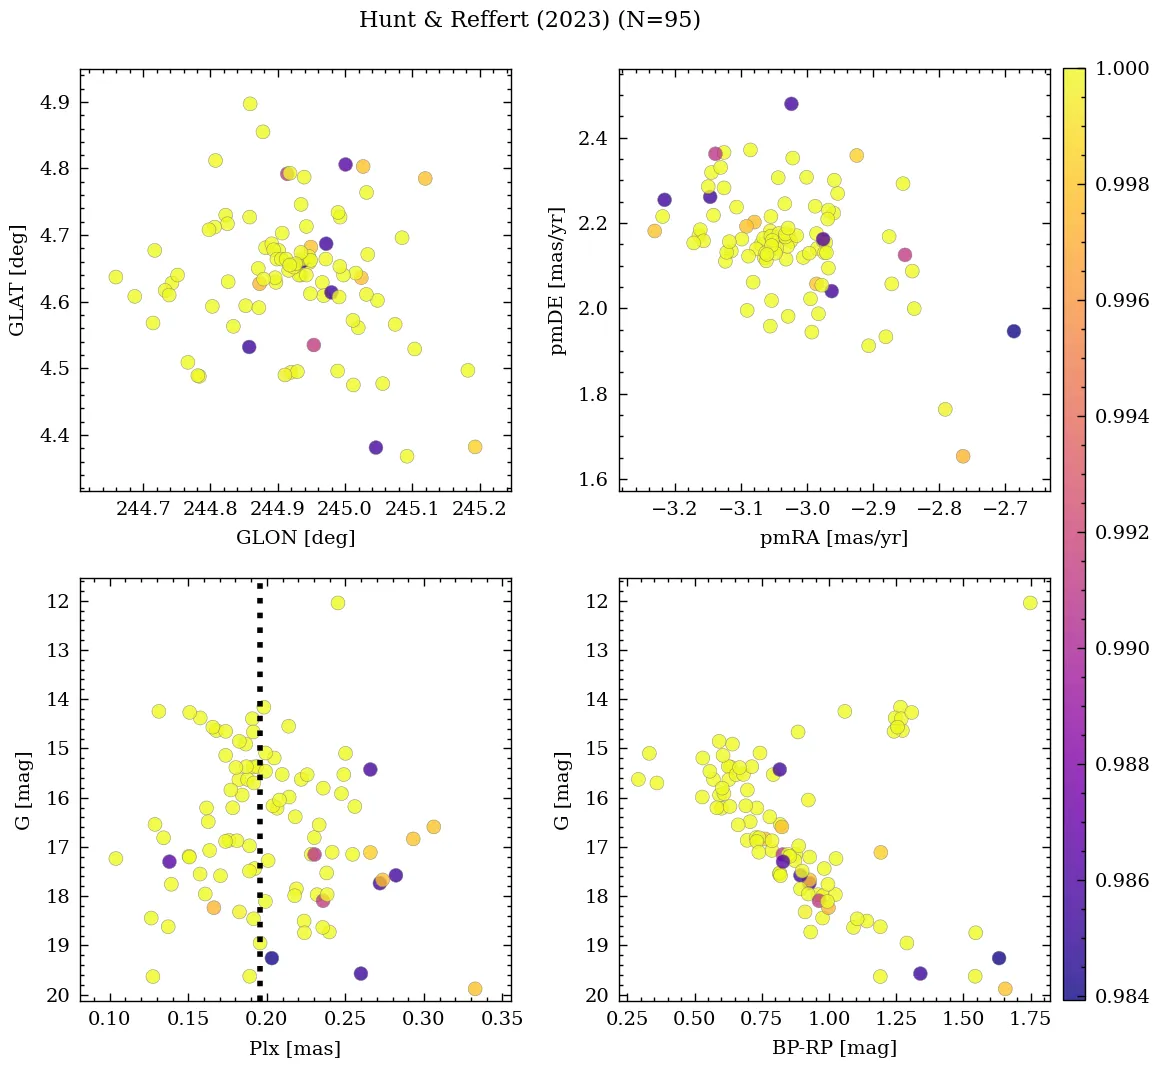 Hunt & Reffert (2023) (N=95)
4.9
4.8
4.7
4.6
4.5
4.4
GLAT [deg]
244.7 244.8 244.9 245.0 245.1 245.2
GLON [deg]
2.4
2.2
2.0
1.8
1.6
pmDE [mas/yr]
−3.2 −3.1 −3.0 −2.9 −2.8 −2.7
pmRA [mas/yr]
12
13
14
15
16
17
18
19
20
G [mag]
0.10 0.15 0.20 0.25 0.30 0.35
Plx [mas]
12
13
14
15
16
17
18
19
20
G [mag]
0.25 0.50 0.75 1.00 1.25 1.50 1.75
BP-RP [mag]
1.000
0.998
0.996
0.994
0.992
0.990
0.988
0.986
0.984